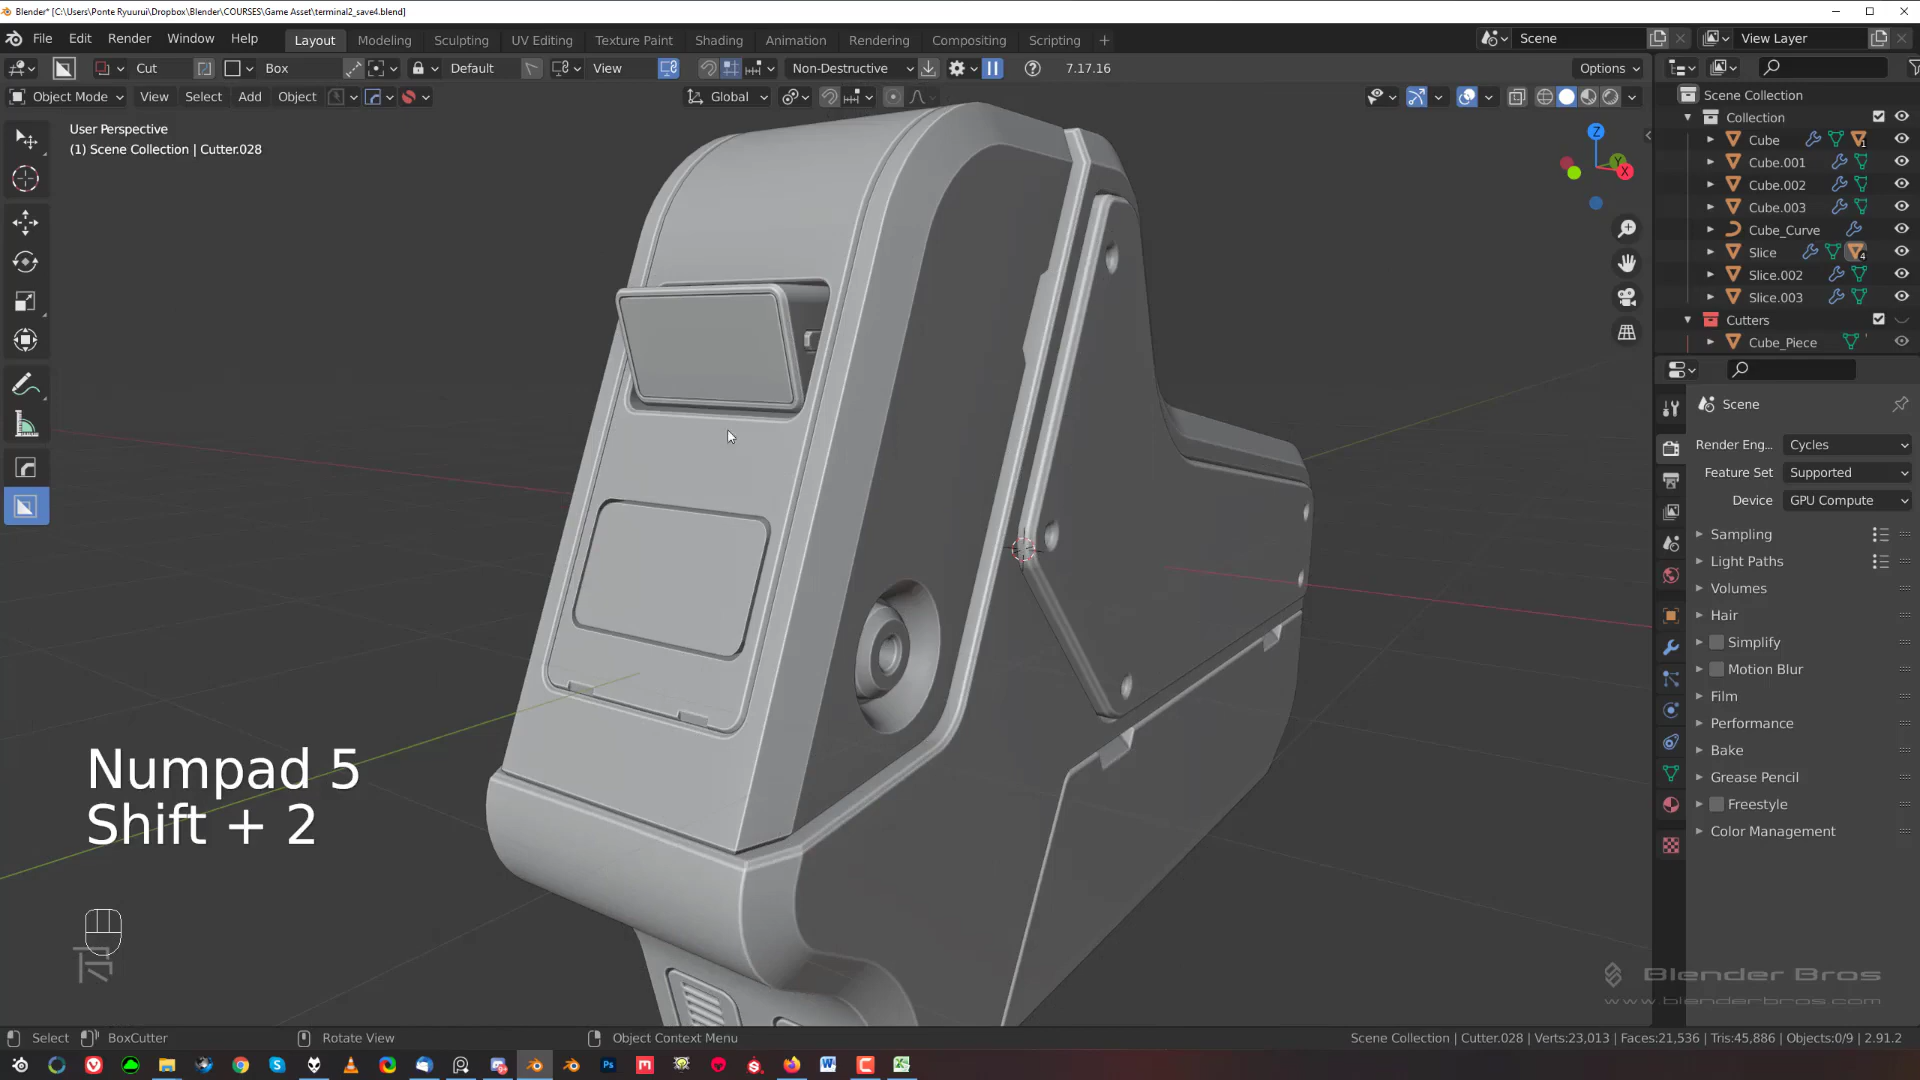 Blender* [C:\Users\Ponte Ryuurui\Dropbox\Blender\COURSES\Game Asset\terminal2_save4.blend]
File Edit Render Window Help Layout Modeling Sculpting UV Editing Texture Paint Shading Animation Rendering Compositing Scripting + Scene View Layer
Cut Box Default View Non-Destructive 7.17.16 Options
Object Mode View Select Add Object Global
User Perspective
(1) Scene Collection | Cutter.028
Z
Y
X
Scene Collection
Collection
Cube 1
Cube.001
Cube.002
Cube.003
Cube_Curve
Slice 4
Slice.002
Slice.003
Cutters
Cube_Piece
Scene
Render Eng... Cycles
Feature Set Supported
Device GPU Compute
Sampling
Light Paths
Volumes
Hair
Simplify
Motion Blur
Film
Performance
Bake
Grease Pencil
Freestyle
Color Management
Numpad 5
Shift + 2
Blender Bros
www.blenderbros.com
Select BoxCutter Rotate View Object Context Menu Scene Collection | Cutter.028 | Verts:23,013 | Faces:21,536 | Tris:45,886 | Objects:0/9 | 2.91.2